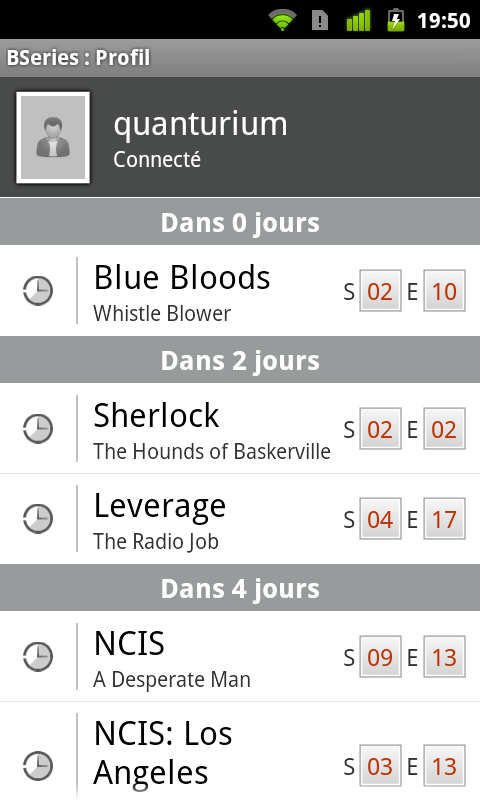 19:50
BSeries : Profil
quanturium
Connecté
Dans 0 jours
Blue Bloods
Whistle Blower
S 02 E 10
Dans 2 jours
Sherlock
The Hounds of Baskerville
S 02 E 02
Leverage
The Radio Job
S 04 E 17
Dans 4 jours
NCIS
A Desperate Man
S 09 E 13
NCIS: Los
Angeles
S 03 E 13